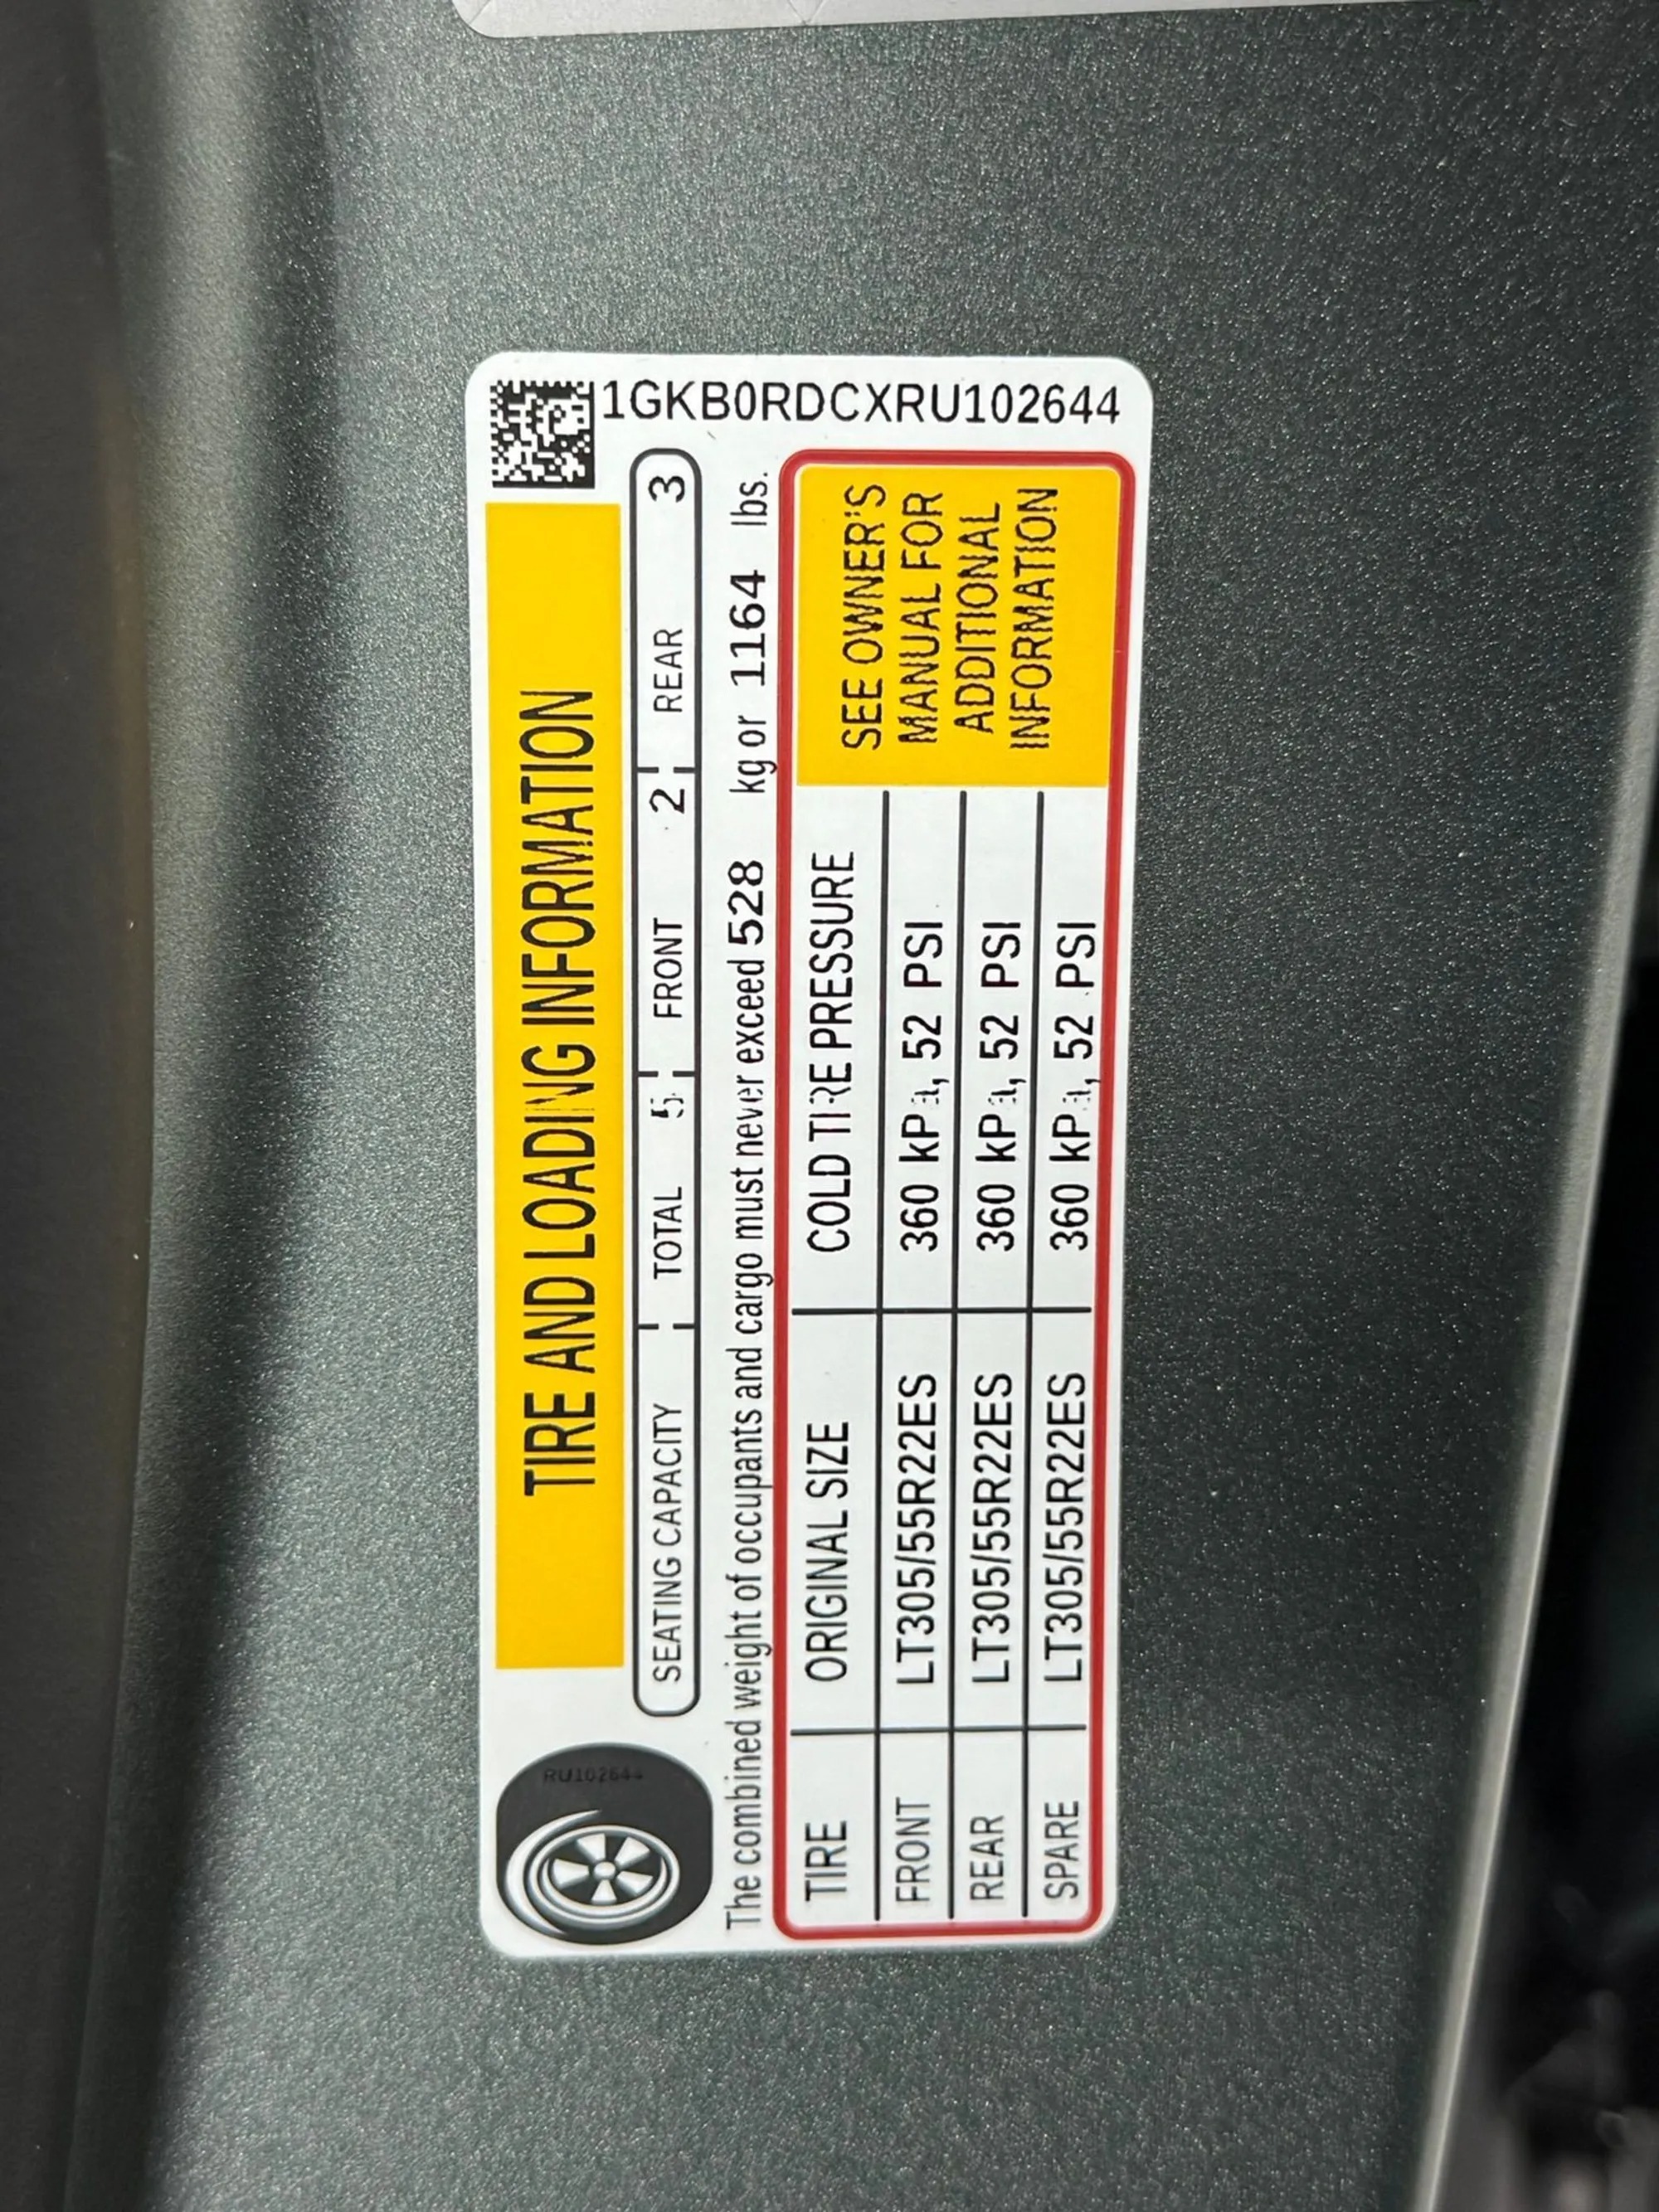 TIRE AND LOADING INFORMATION
SEATING CAPACITY TOTAL 5 FRONT 2 REAR 3
The combined weight of occupants and cargo must never exceed 528 kg or 1164 lbs.
TIRE ORIGINAL SIZE COLD TIRE PRESSURE
FRONT LT305/55R22ES 360 kPa, 52 PSI
REAR LT305/55R22ES 360 kPa, 52 PSI
SPARE LT305/55R22ES 360 kPa, 52 PSI
SEE OWNER'S
MANUAL FOR
ADDITIONAL
INFORMATION
1GKB0RDCXRU102644
RU102644